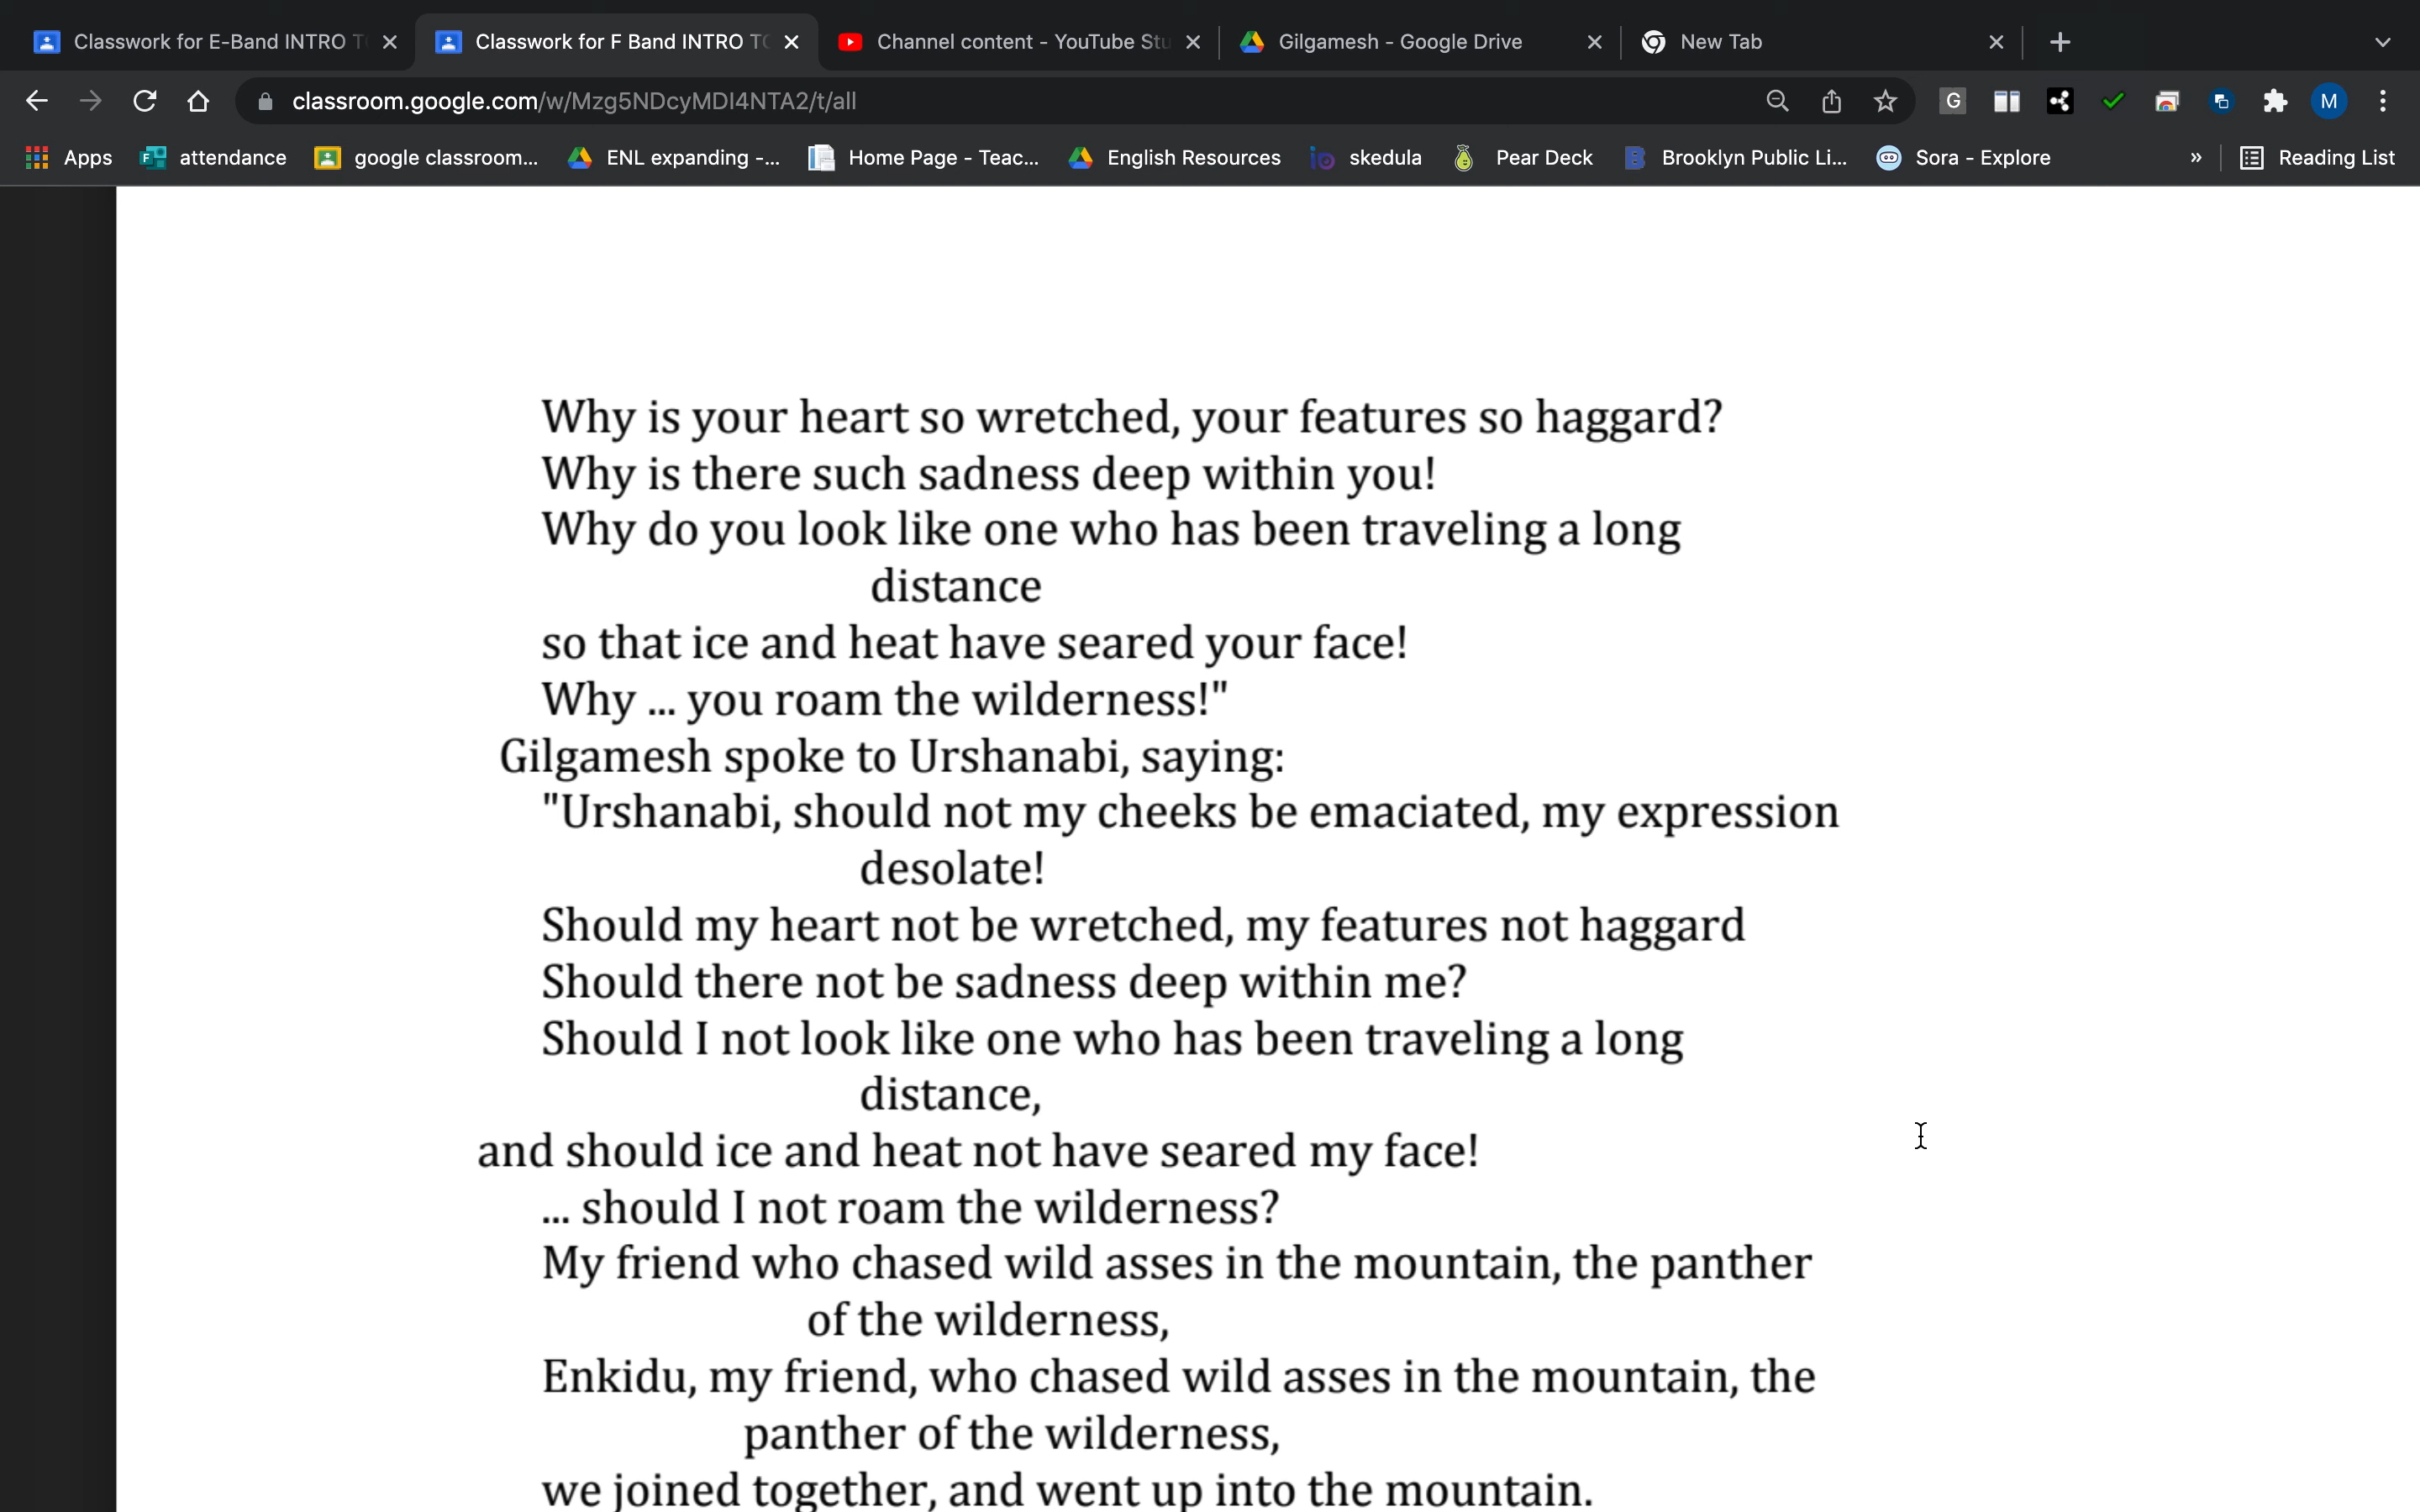 Classwork for E-Band INTRO T
Classwork for F Band INTRO TO
Channel content - YouTube Stu
Gilgamesh - Google Drive
New Tab
classroom.google.com/w/Mzg5NDcyMDI4NTA2/t/all
G
M
Apps
attendance
google classroom...
ENL expanding -...
Home Page - Teac...
English Resources
skedula
Pear Deck
Brooklyn Public Li...
Sora - Explore
»
Reading List
Why is your heart so wretched, your features so haggard?
Why is there such sadness deep within you!
Why do you look like one who has been traveling a long
distance
so that ice and heat have seared your face!
Why ... you roam the wilderness!"
Gilgamesh spoke to Urshanabi, saying:
"Urshanabi, should not my cheeks be emaciated, my expression
desolate!
Should my heart not be wretched, my features not haggard
Should there not be sadness deep within me?
Should I not look like one who has been traveling a long
distance,
and should ice and heat not have seared my face!
... should I not roam the wilderness?
My friend who chased wild asses in the mountain, the panther
of the wilderness,
Enkidu, my friend, who chased wild asses in the mountain, the
panther of the wilderness,
we joined together, and went up into the mountain.